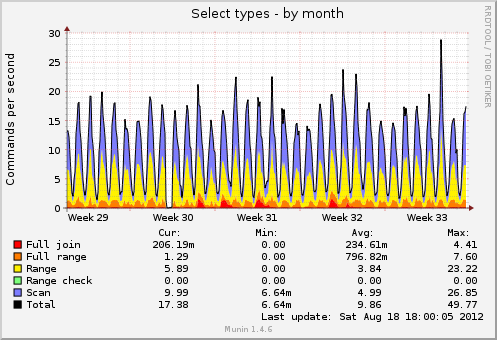 Select types - by month
RRDTOOL / TOBI OETIKER
Commands per second
30
25
20
15
10
5
0
Week 29 Week 30 Week 31 Week 32 Week 33
Cur: Min: Avg: Max:
Full join 206.19m 0.00 234.61m 4.41
Full range 1.29 0.00 796.82m 7.60
Range 5.89 0.00 3.84 23.22
Range check 0.00 0.00 0.00 0.00
Scan 9.99 6.64m 4.99 26.85
Total 17.38 6.64m 9.86 49.77
Last update: Sat Aug 18 18:00:05 2012
Munin 1.4.6